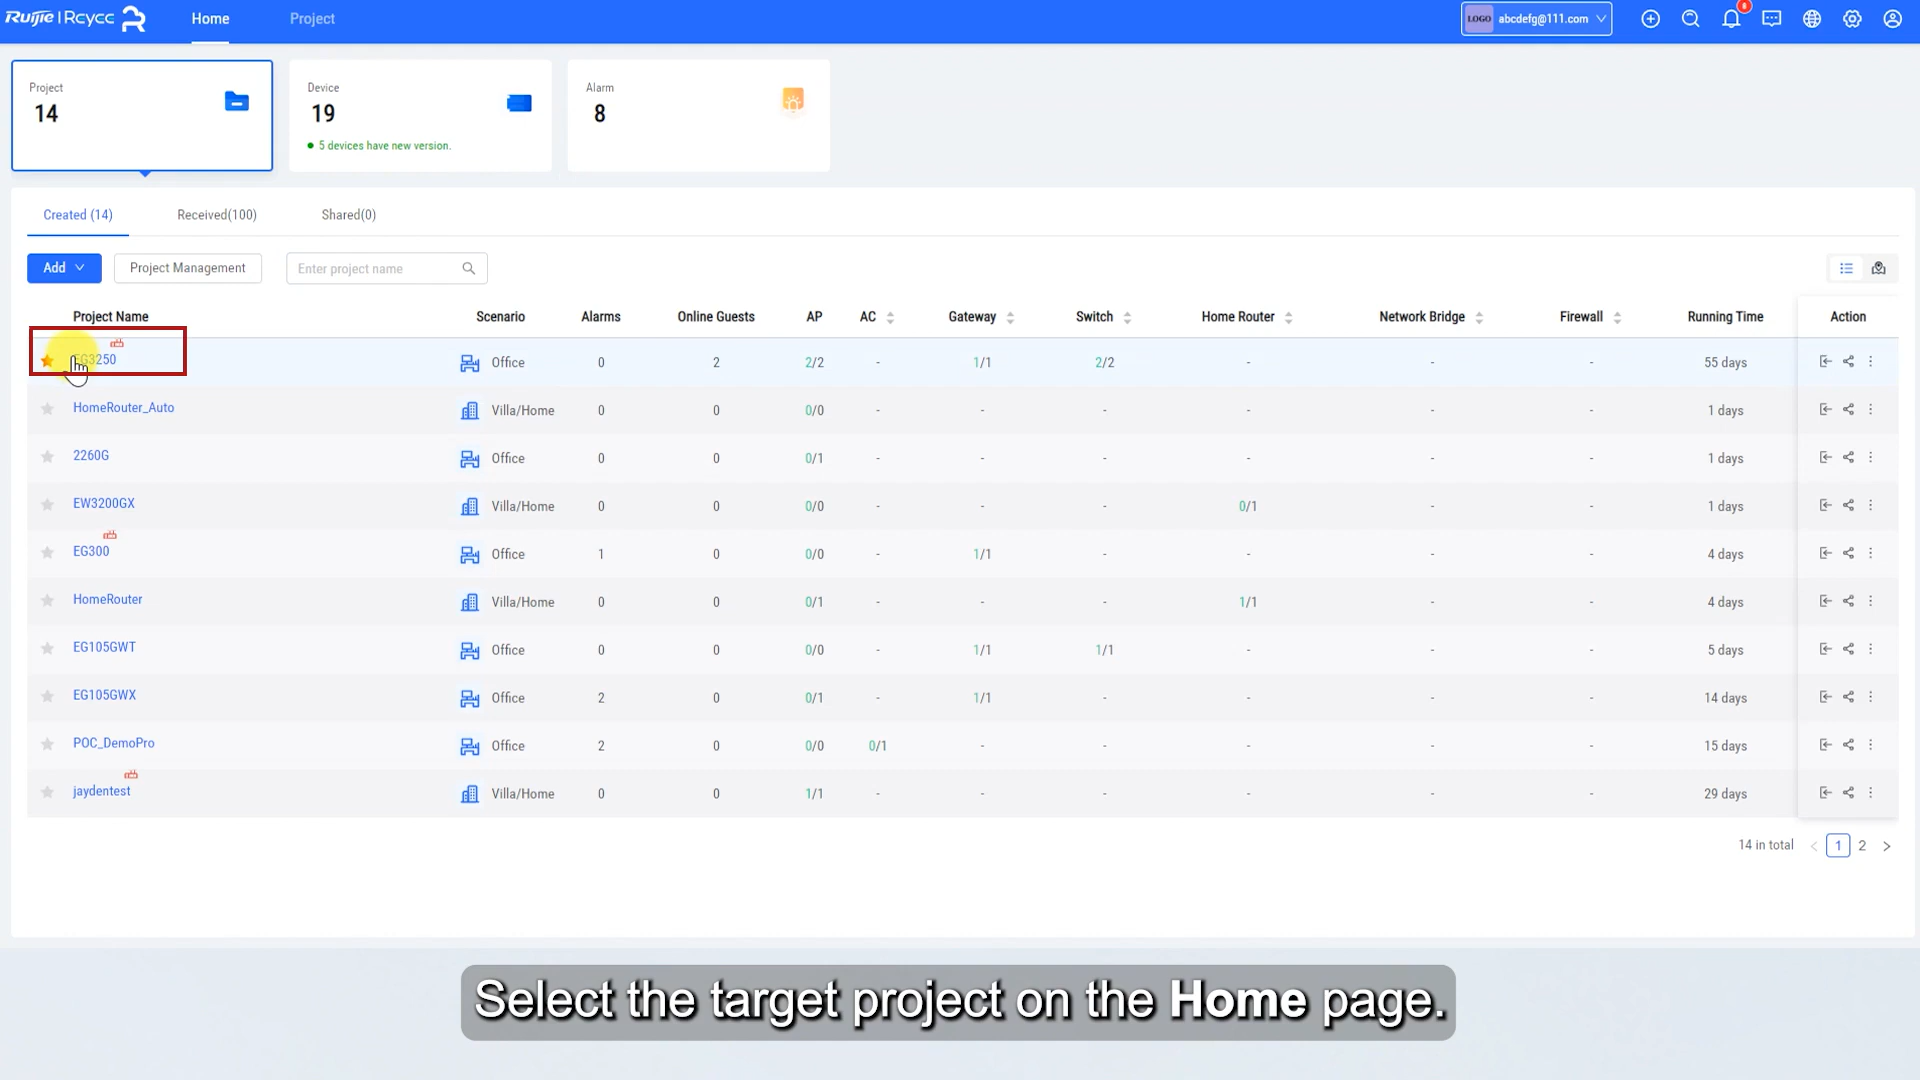 Ruijie | Rcycc Home Project LOGO abcdefg@111.com 8
Project Device Alarm
14 19 8
5 devices have new version.
Created (14) Received(100) Shared(0)
Add Project Management Enter project name
Project Name Scenario Alarms Online Guests AP AC Gateway Switch Home Router Network Bridge Firewall Running Time Action
EG3250 Office 0 2 2/2 - 1/1 2/2 - - - 55 days
HomeRouter_Auto Villa/Home 0 0 0/0 - - - - - - 1 days
2260G Office 0 0 0/1 - - - - - - 1 days
EW3200GX Villa/Home 0 0 0/0 - - - 0/1 - - 1 days
EG300 Office 1 0 0/0 - 1/1 - - - - 4 days
HomeRouter Villa/Home 0 0 0/1 - - - 1/1 - - 4 days
EG105GWT Office 0 0 0/0 - 1/1 1/1 - - - 5 days
EG105GWX Office 2 0 0/1 - 1/1 - - - - 14 days
POC_DemoPro Office 2 0 0/0 0/1 - - - - - 15 days
jaydentest Villa/Home 0 0 1/1 - - - - - - 29 days
14 in total < 1 2 >
Select the target project on the Home page.